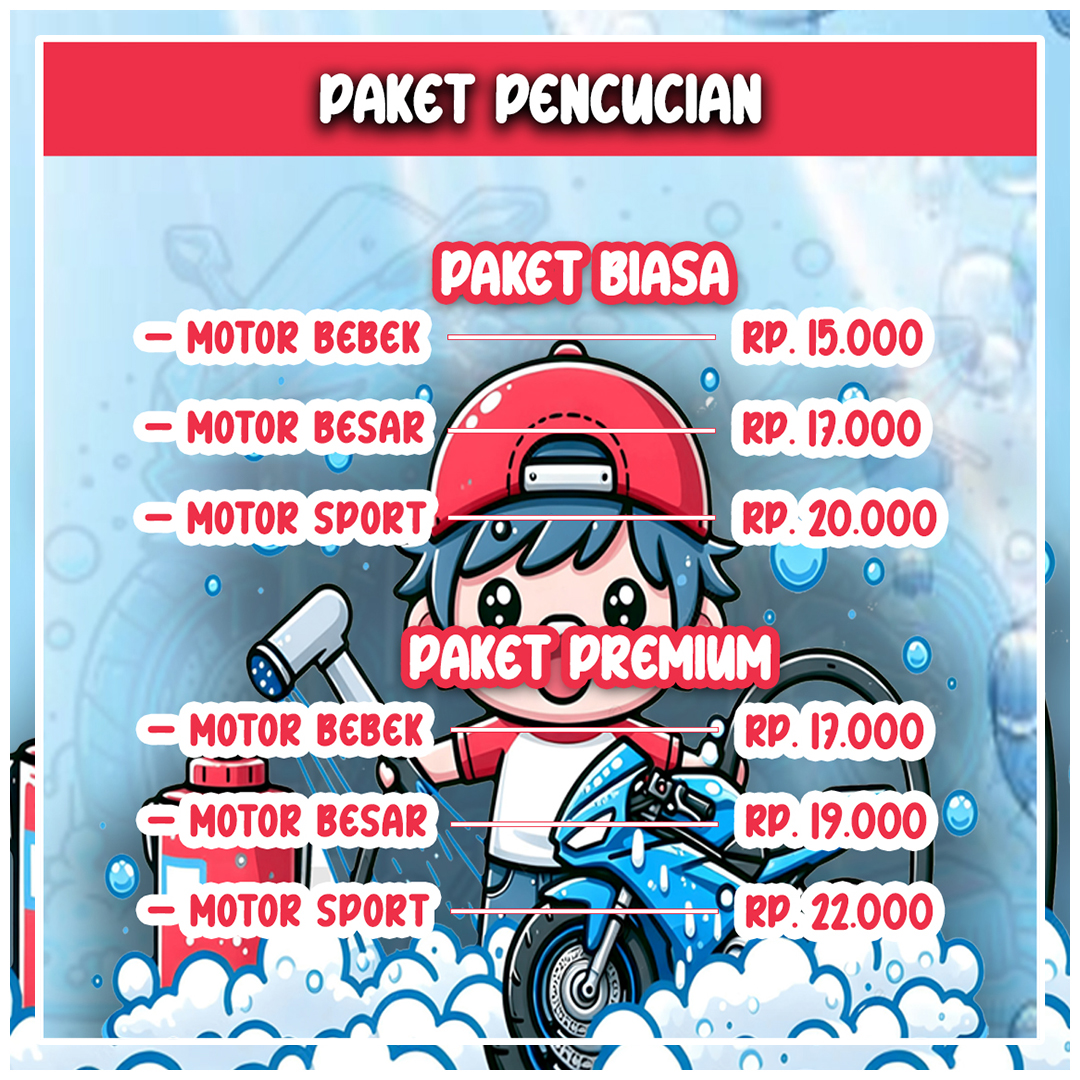 PAKET PENCUCIAN
PAKET BIASA
- MOTOR BEBEK RP. 15.000
- MOTOR BESAR RP. 17.000
- MOTOR SPORT RP. 20.000
PAKET PREMIUM
- MOTOR BEBEK RP. 17.000
- MOTOR BESAR RP. 19.000
- MOTOR SPORT RP. 22.000